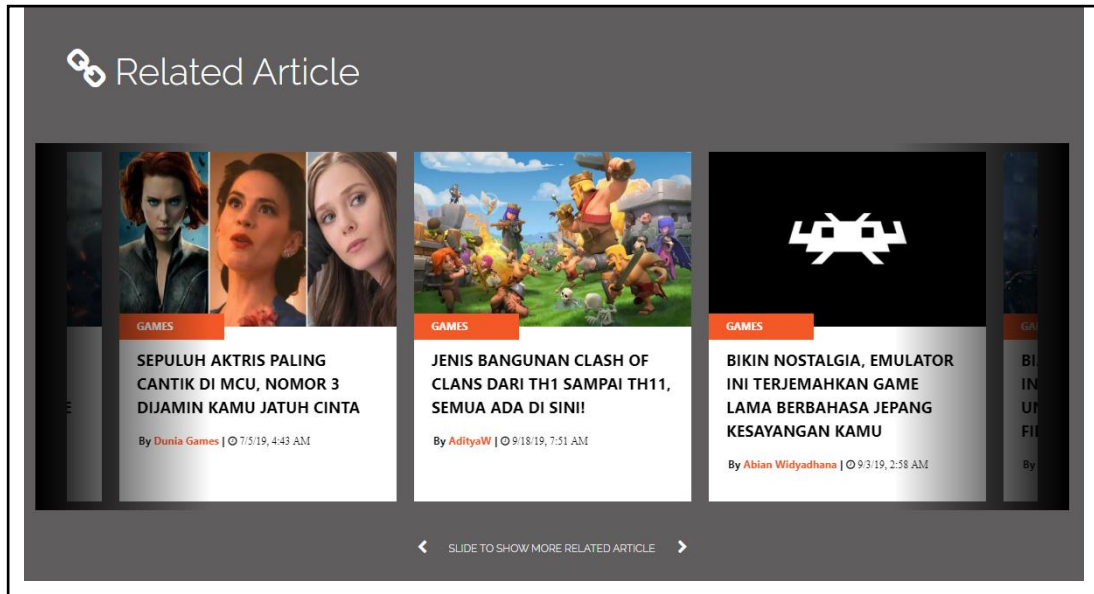 Related Article
GAMES
SEPULUH AKTRIS PALING
CANTIK DI MCU, NOMOR 3
DIJAMIN KAMU JATUH CINTA
By Dunia Games | 7/5/19, 4:43 AM
GAMES
JENIS BANGUNAN CLASH OF
CLANS DARI TH1 SAMPAI TH11,
SEMUA ADA DI SINI!
By AdityaW | 9/18/19, 7:51 AM
GAMES
BIKIN NOSTALGIA, EMULATOR
INI TERJEMAHKAN GAME
LAMA BERBAHASA JEPANG
KESAYANGAN KAMU
By Abian Widyadhana | 9/3/19, 2:58 AM
By
SLIDE TO SHOW MORE RELATED ARTICLE